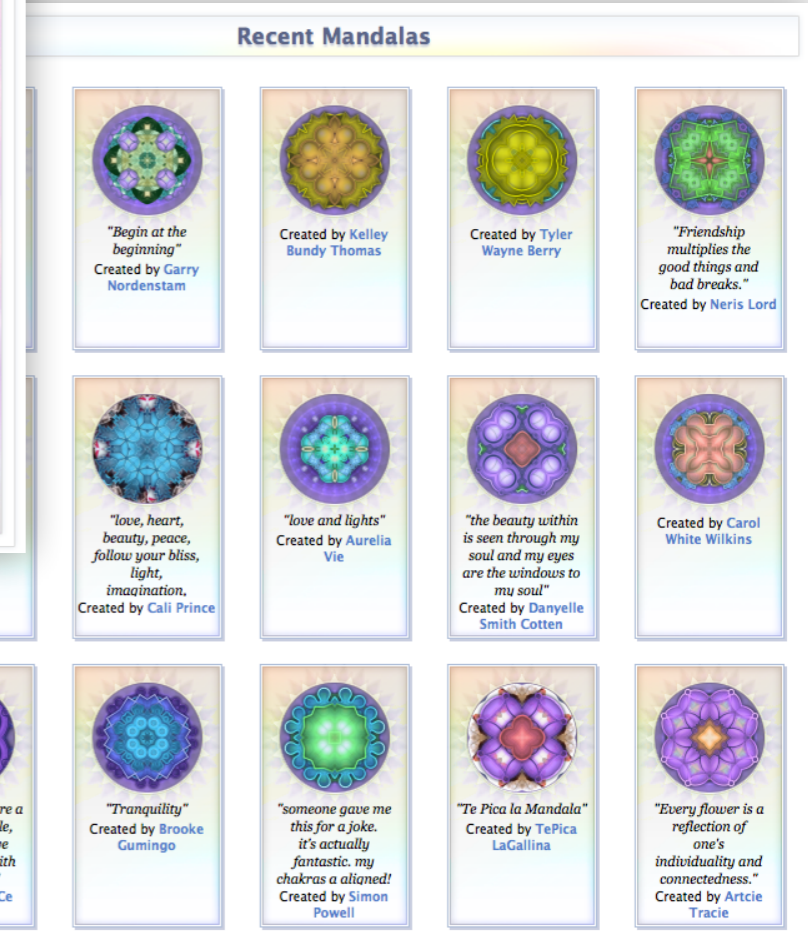 Recent Mandalas
"Begin at the
beginning"
Created by Garry
Nordenstam
Created by Kelley
Bundy Thomas
Created by Tyler
Wayne Berry
"Friendship
multiplies the
good things and
bad breaks."
Created by Neris Lord
"love, heart,
beauty, peace,
follow your bliss,
light,
imagination,
Created by Cali Prince
"love and lights"
Created by Aurelia
Vie
"the beauty within
is seen through my
soul and my eyes
are the windows to
my soul"
Created by Danyelle
Smith Cotten
Created by Carol
White Wilkins
re a
le,
e
ith
"
Ce
"Tranquility"
Created by Brooke
Gumingo
"someone gave me
this for a joke.
it's actually
fantastic. my
chakras a aligned!
Created by Simon
Powell
"Te Pica la Mandala"
Created by TePica
LaGallina
"Every flower is a
reflection of
one's
individuality and
connectedness."
Created by Artcie
Tracie